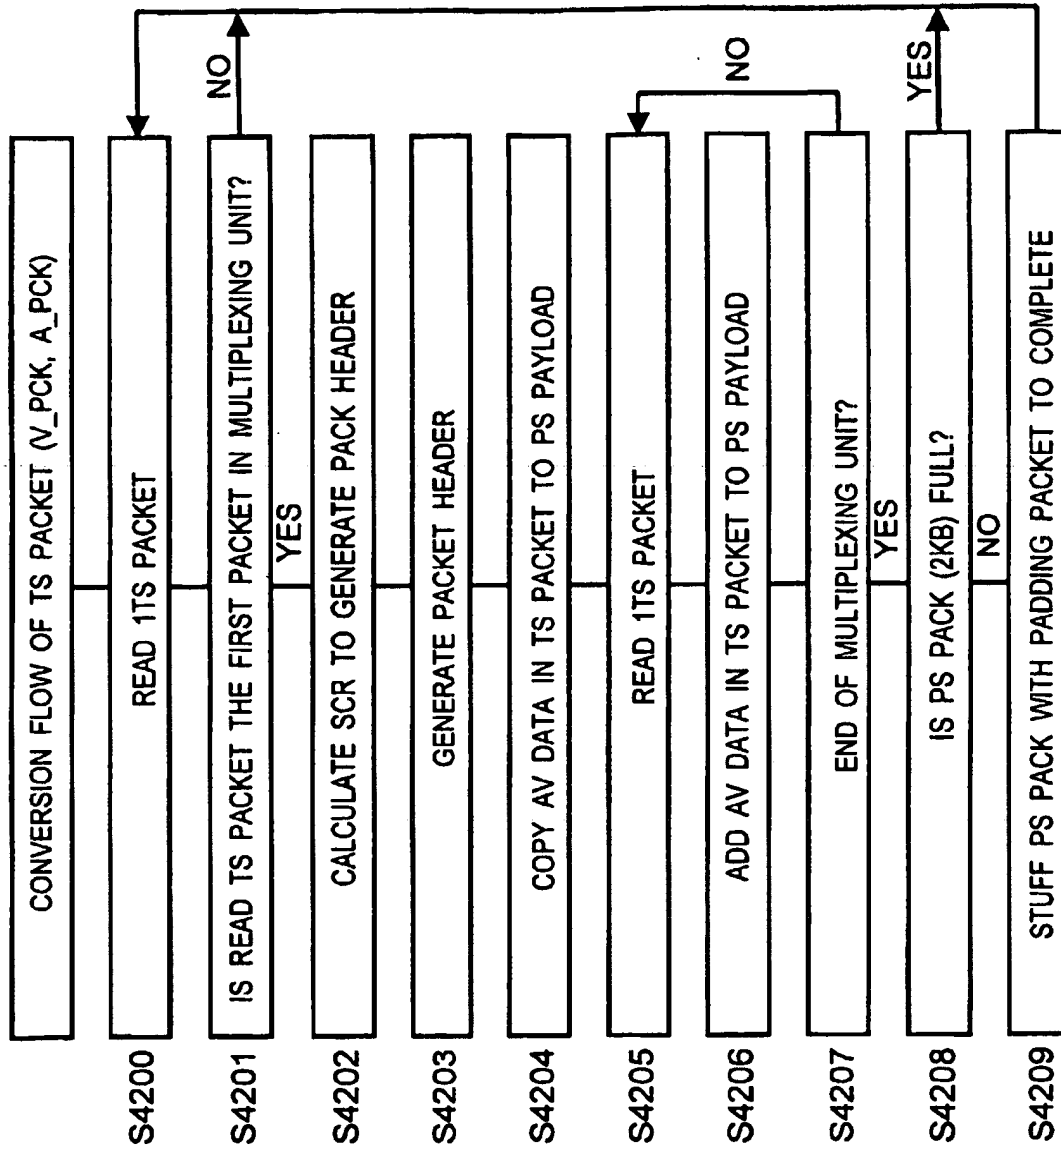 CONVERSION FLOW OF TS PACKET (V_PCK, A_PCK)
S4200 READ 1TS PACKET
S4201 IS READ TS PACKET THE FIRST PACKET IN MULTIPLEXING UNIT? NO
YES
S4202 CALCULATE SCR TO GENERATE PACK HEADER
S4203 GENERATE PACKET HEADER
S4204 COPY AV DATA IN TS PACKET TO PS PAYLOAD
S4205 READ 1TS PACKET
S4206 ADD AV DATA IN TS PACKET TO PS PAYLOAD
NO
S4207 END OF MULTIPLEXING UNIT?
YES
S4208 IS PS PACK (2KB) FULL? YES
NO
S4209 STUFF PS PACK WITH PADDING PACKET TO COMPLETE